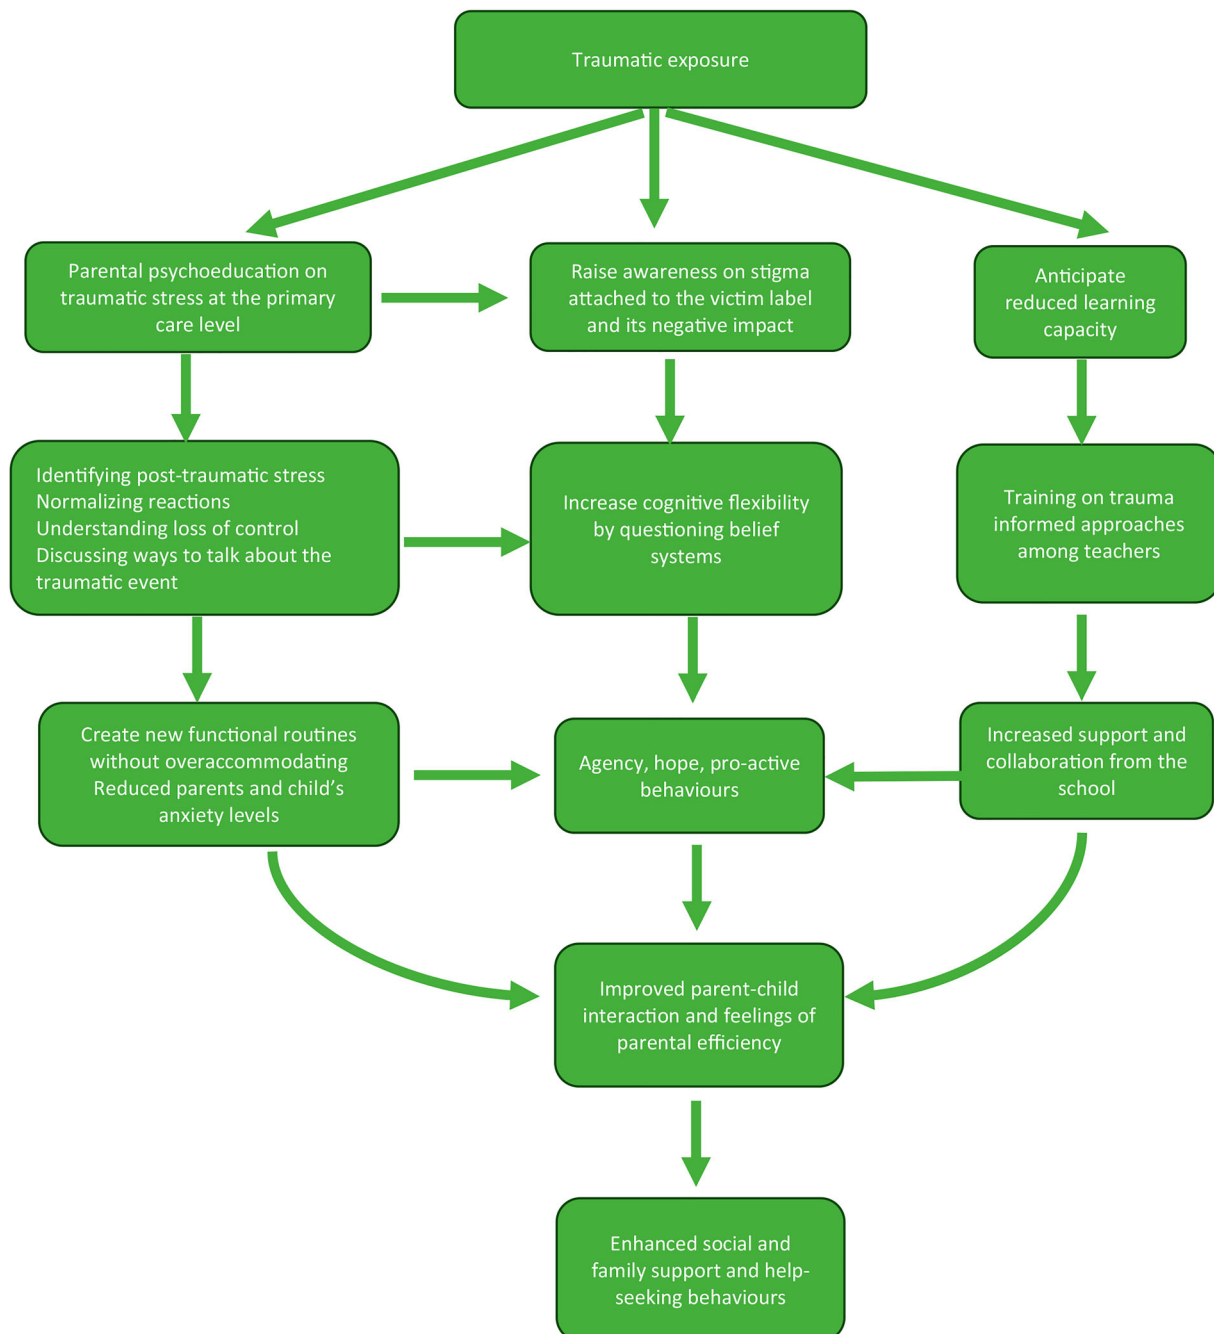 Traumatic exposure
Parental psychoeducation on
traumatic stress at the primary
care level
Raise awareness on stigma
attached to the victim label
and its negative impact
Anticipate
reduced learning
capacity
Identifying post-traumatic stress
Normalizing reactions
Understanding loss of control
Discussing ways to talk about the
traumatic event
Increase cognitive flexibility
by questioning belief
systems
Training on trauma
informed approaches
among teachers
Create new functional routines
without overaccommodating
Reduced parents and child’s
anxiety levels
Agency, hope, pro-active
behaviours
Increased support and
collaboration from the
school
Improved parent-child
interaction and feelings of
parental efficiency
Enhanced social and
family support and help-
seeking behaviours